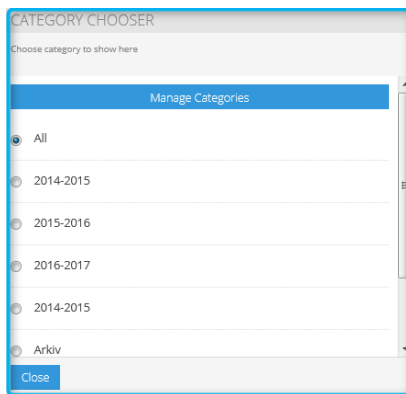 CATEGORY CHOOSER
Choose category to show here
Manage Categories
All
2014-2015
2015-2016
2016-2017
2014-2015
Arkiv
Close